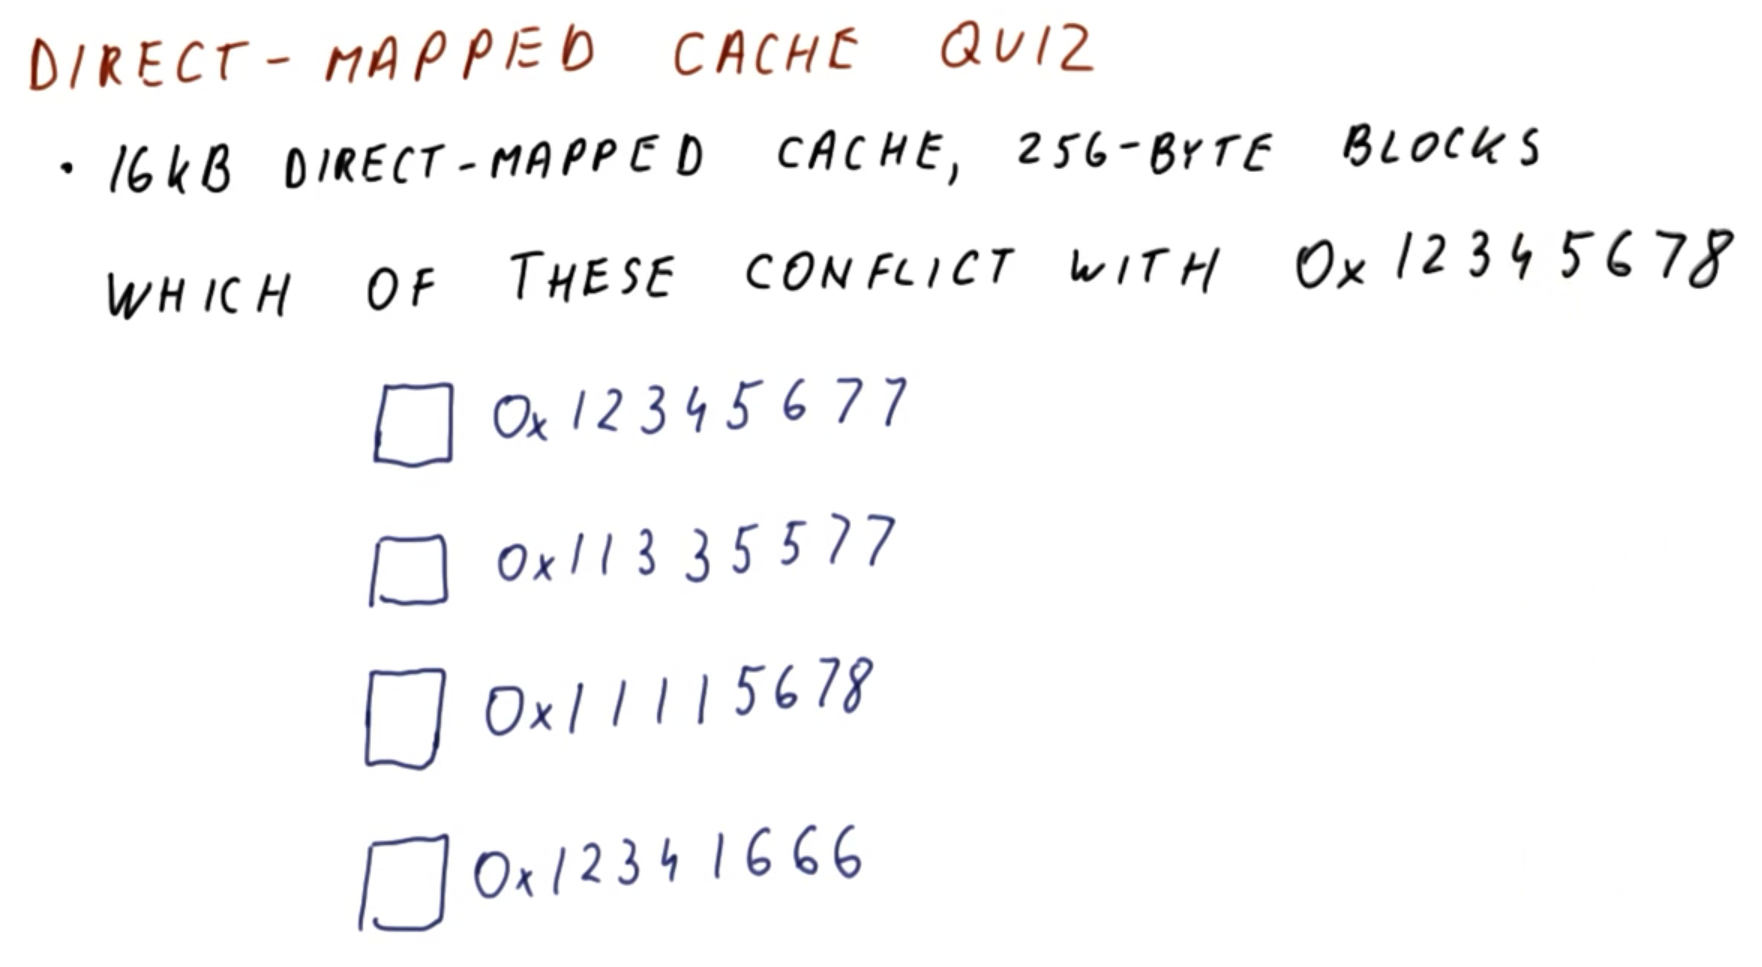 DIRECT-MAPPED CACHE QUIZ
• 16kB DIRECT-MAPPED CACHE, 256-BYTE BLOCKS
WHICH OF THESE CONFLICT WITH 0x12345678
0x12345677
0x11335577
0x11115678
0x12341666